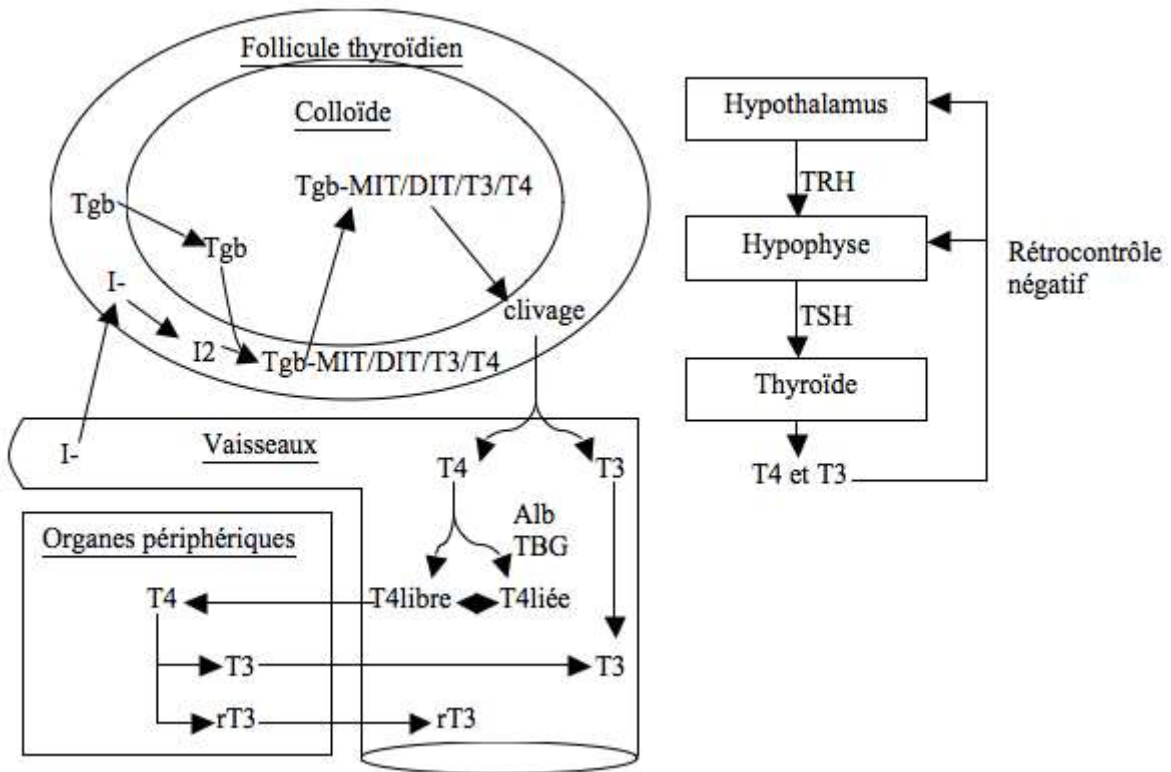 Follicule thyroïdien
Colloïde
Tgb-MIT/DIT/T3/T4
Tgb
Tgb
I-
clivage
I2
Tgb-MIT/DIT/T3/T4
Vaisseaux
I-
T4
T3
Alb
TBG
Organes périphériques
T4
T4libre
T4liée
T3
T3
rT3
rT3
Hypothalamus
TRH
Hypophyse
Rétrocontrôle
négatif
TSH
Thyroïde
T4 et T3